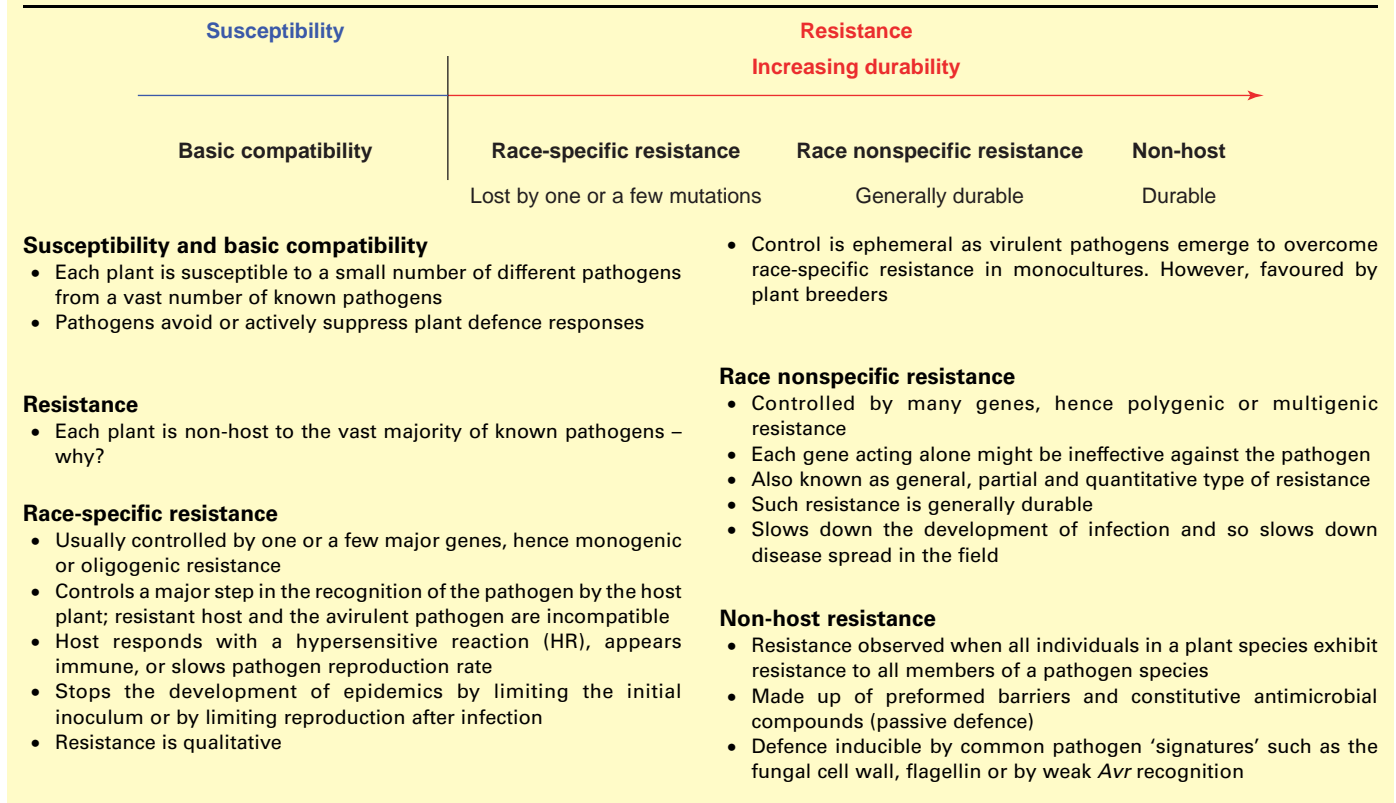 Susceptibility
Resistance
Increasing durability
Basic compatibility
Race-specific resistance
Race nonspecific resistance
Non-host
Lost by one or a few mutations
Generally durable
Durable
Susceptibility and basic compatibility
• Each plant is susceptible to a small number of different pathogens
from a vast number of known pathogens
• Pathogens avoid or actively suppress plant defence responses
Resistance
• Each plant is non-host to the vast majority of known pathogens –
why?
Race-specific resistance
• Usually controlled by one or a few major genes, hence monogenic
or oligogenic resistance
• Controls a major step in the recognition of the pathogen by the host
plant; resistant host and the avirulent pathogen are incompatible
• Host responds with a hypersensitive reaction (HR), appears
immune, or slows pathogen reproduction rate
• Stops the development of epidemics by limiting the initial
inoculum or by limiting reproduction after infection
• Resistance is qualitative
• Control is ephemeral as virulent pathogens emerge to overcome
race-specific resistance in monocultures. However, favoured by
plant breeders
Race nonspecific resistance
• Controlled by many genes, hence polygenic or multigenic
resistance
• Each gene acting alone might be ineffective against the pathogen
• Also known as general, partial and quantitative type of resistance
• Such resistance is generally durable
• Slows down the development of infection and so slows down
disease spread in the field
Non-host resistance
• Resistance observed when all individuals in a plant species exhibit
resistance to all members of a pathogen species
• Made up of preformed barriers and constitutive antimicrobial
compounds (passive defence)
• Defence inducible by common pathogen ‘signatures’ such as the
fungal cell wall, flagellin or by weak Avr recognition